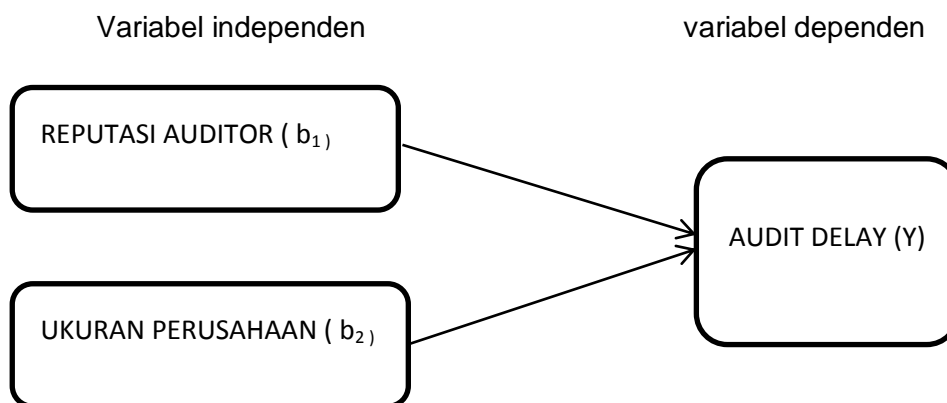 Variabel independen
variabel dependen
REPUTASI AUDITOR ( b₁ )
AUDIT DELAY (Y)
UKURAN PERUSAHAAN ( b₂ )